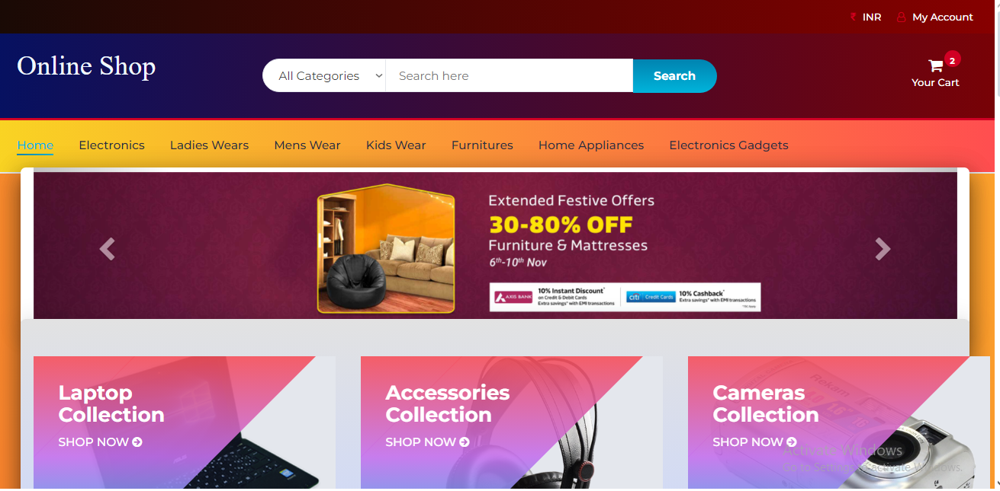 ₹ INR My Account
Online Shop
All Categories
Search here
Search
2
Your Cart
Home Electronics Ladies Wears Mens Wear Kids Wear Furnitures Home Appliances Electronics Gadgets
Extended Festive Offers
30-80% OFF
Furniture & Mattresses
6th-10th Nov
AXIS BANK
10% Instant Discount*
on Credit & Debit Cards
Extra savings* with EMI transactions
citi Credit Cards
10% Cashback*
Extra savings* with EMI transactions
Laptop
Collection
SHOP NOW
Accessories
Collection
SHOP NOW
Rokam
Cameras
Collection
SHOP NOW
Activate Windows
Go to Settings to activate Windows.